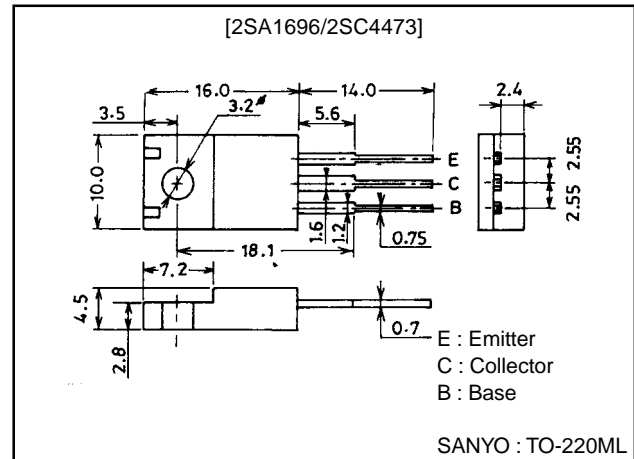 [2SA1696/2SC4473]
16.0
14.0
3.5
3.2ø
5.6
2.4
10.0
E
C
B
2.55
2.55
1.6
1.2
0.75
18.1
7.2
4.5
2.8
0.7
E : Emitter
C : Collector
B : Base
SANYO : TO-220ML